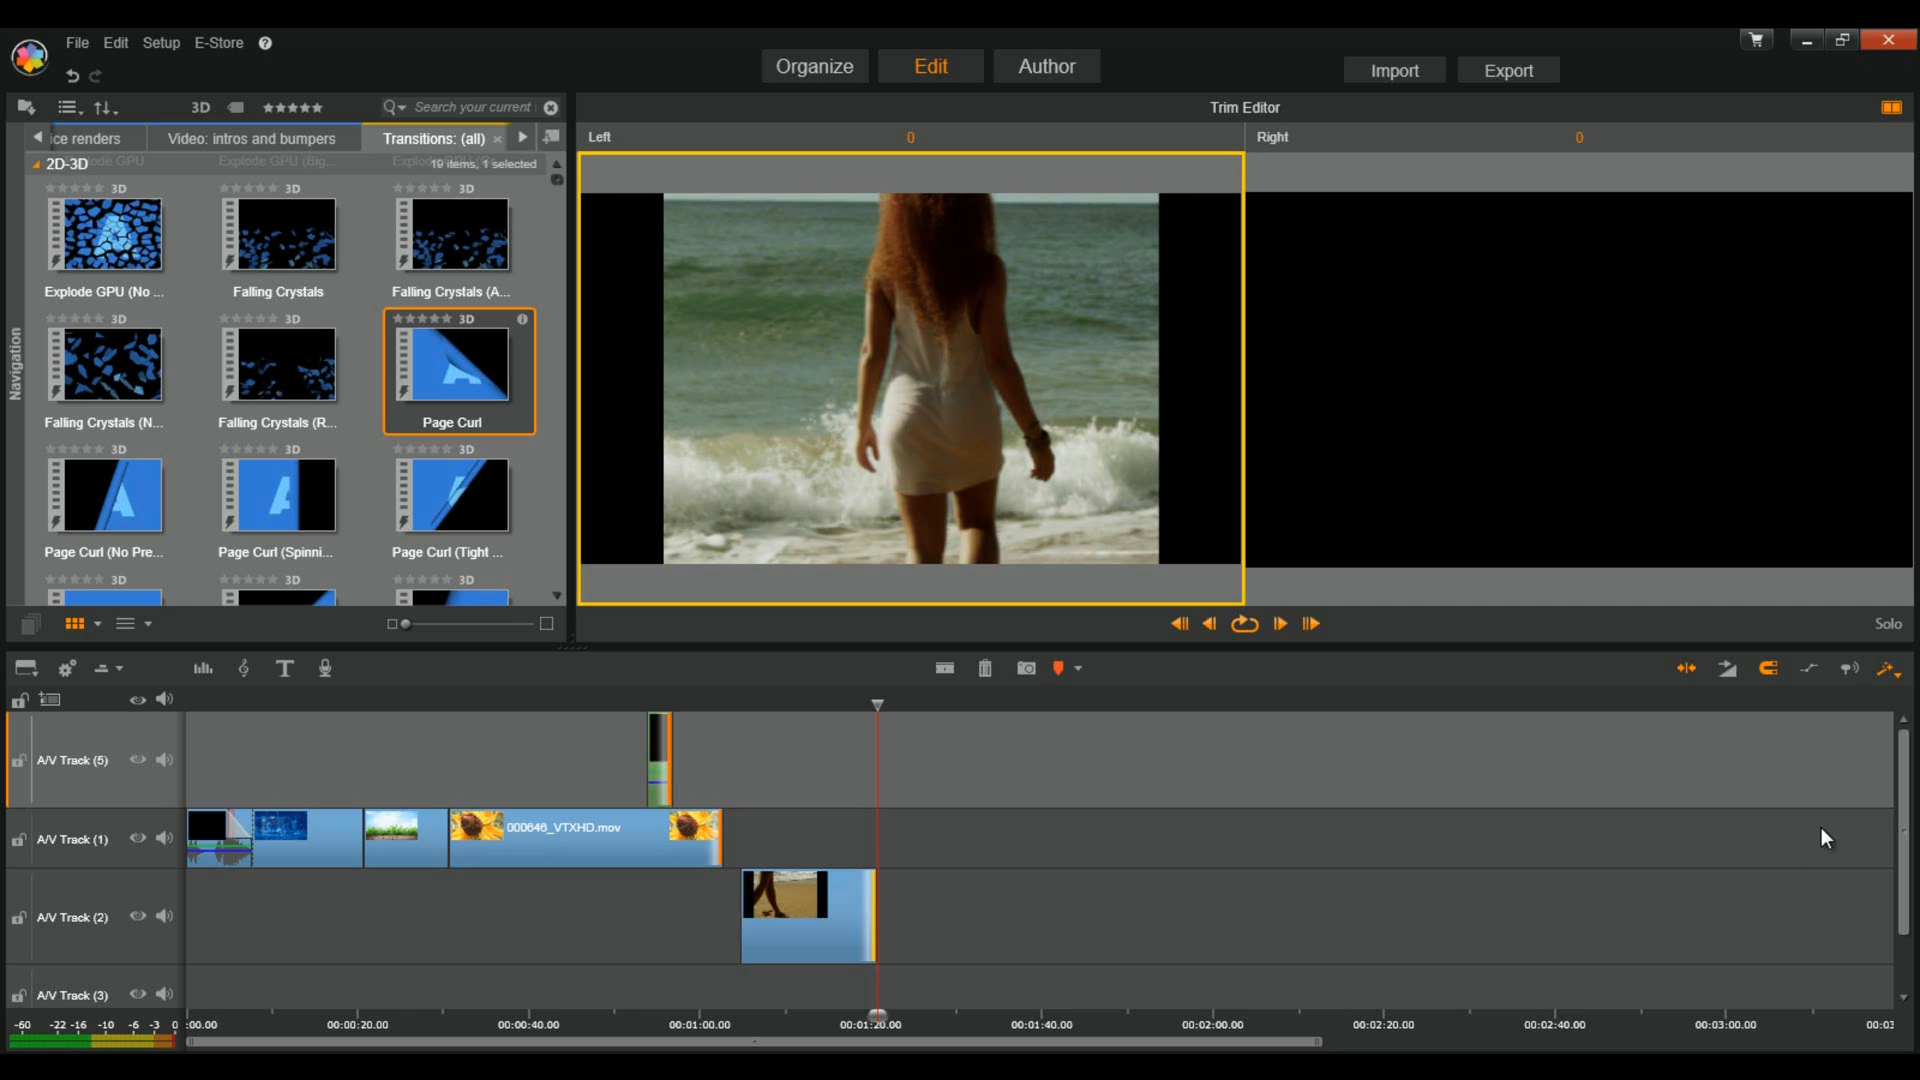 File Edit Setup E-Store ?
Organize Edit Author
Import Export
3D Search your current
ice renders Video: intros and bumpers Transitions: (all)
2D-3D 19 items, 1 selected
3D 3D 3D
Explode GPU (No ... Falling Crystals Falling Crystals (A...
3D 3D 3D
Falling Crystals (N... Falling Crystals (R... Page Curl
3D 3D 3D
Page Curl (No Pre... Page Curl (Spinni... Page Curl (Tight ...
3D 3D 3D
Navigation
Trim Editor
Left 0 Right 0
Solo
A/V Track (5)
A/V Track (1) 000646_VTXHD.mov
A/V Track (2)
A/V Track (3)
-60 -22 -16 -10 -6 -3 0
:00.00 00:00:20.00 00:00:40.00 00:01:00.00 00:01:20.00 00:01:40.00 00:02:00.00 00:02:20.00 00:02:40.00 00:03:00.00 00:03